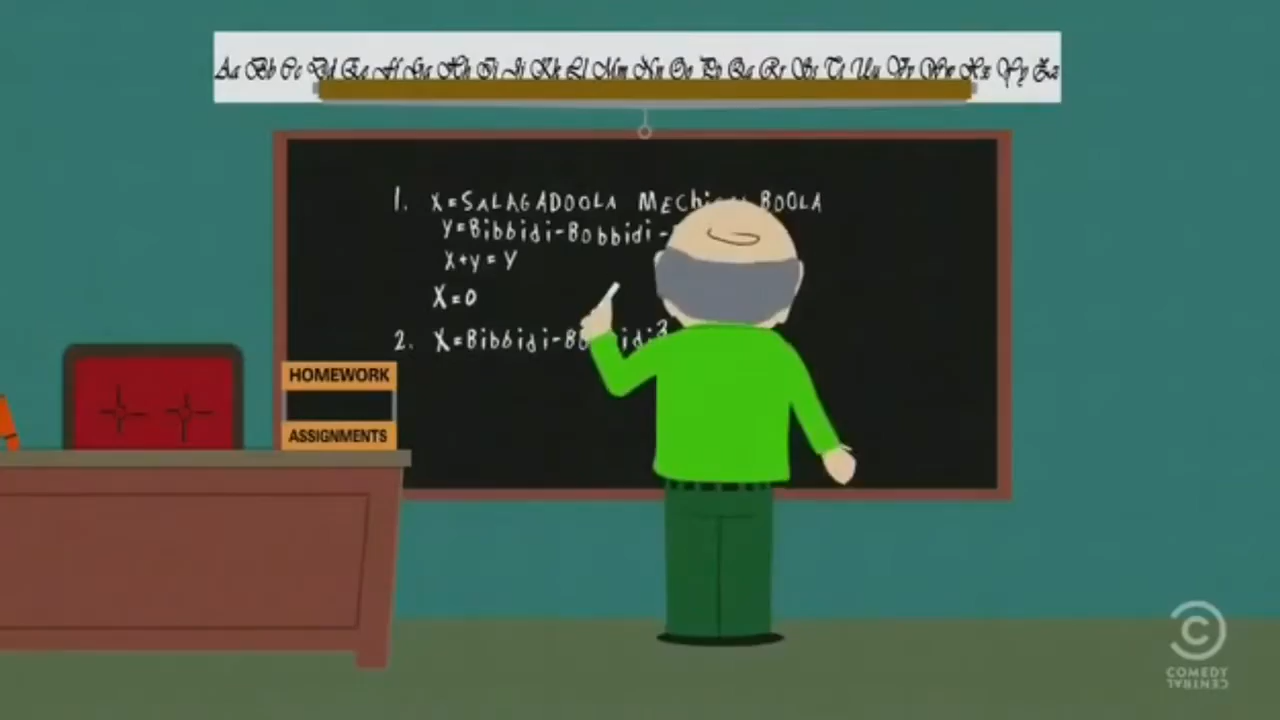 Aa Bb Cc Dd Ee Ff Gg Hh Ii Jj Kk Ll Mm Nn Oo Pp Qq Rr Ss Tt Uu Vv Ww Xx Yy Zz
1. X=SALAGADOOLA BOOLA
Y=Bibbidi-Bobbidi-
X+y=Y
X=0
2. X=Bibbidi-
HOMEWORK
ASSIGNMENTS
COMEDY
CENTRAL